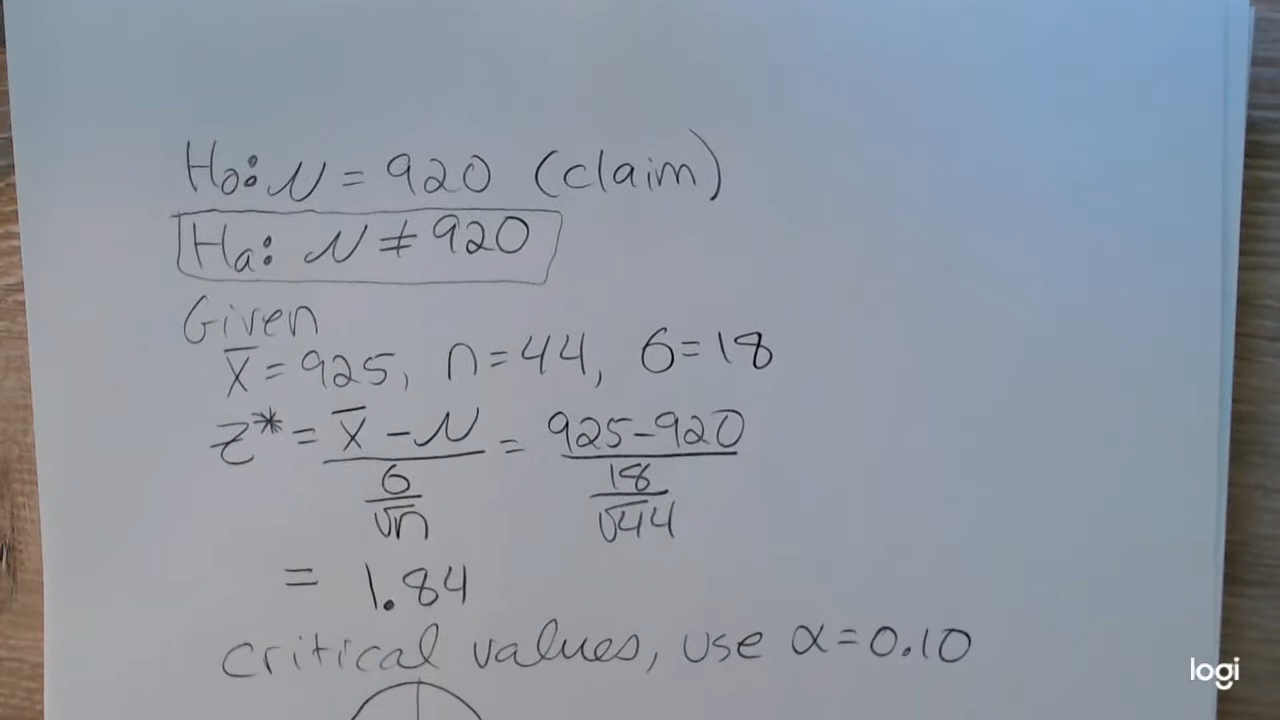 Ho: μ = 920 (claim)
Ha: μ ≠ 920
Given
x̄ = 925, n = 44, σ = 18
z* = (x̄ - μ)/(σ/√n) = (925-920)/(18/√44)
= 1.84
critical values, use α = 0.10
logi